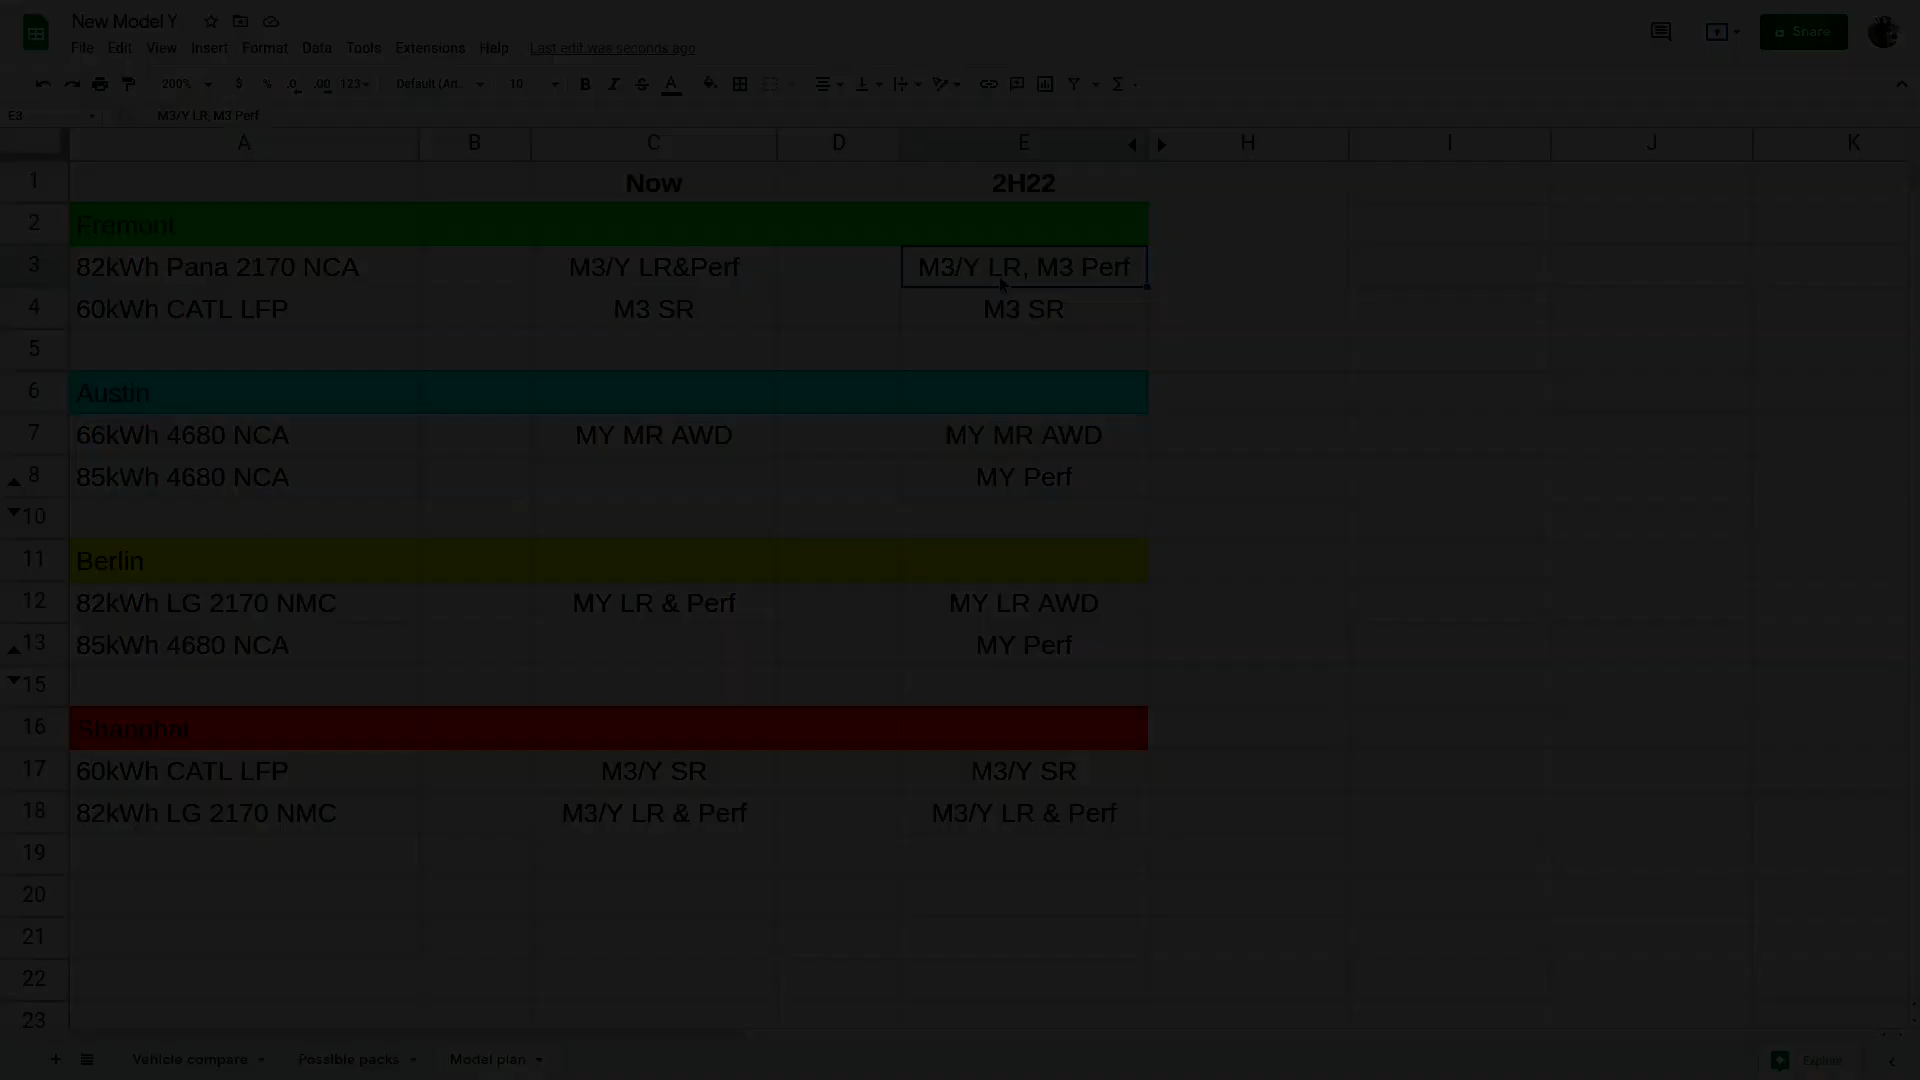 New Model Y
File Edit View Insert Format Data Tools Extensions Help Last edit was seconds ago
Share
200% $ % .0 .00 123 Default (Ari... 10 B I S A Σ
E3 M3/Y LR, M3 Perf
A B C D E H I J K
1 Now 2H22
2 Fremont
3 82kWh Pana 2170 NCA M3/Y LR&Perf M3/Y LR, M3 Perf
4 60kWh CATL LFP M3 SR M3 SR
5
6 Austin
7 66kWh 4680 NCA MY MR AWD MY MR AWD
8 85kWh 4680 NCA MY Perf
10
11 Berlin
12 82kWh LG 2170 NMC MY LR & Perf MY LR AWD
13 85kWh 4680 NCA MY Perf
15
16 Shanghai
17 60kWh CATL LFP M3/Y SR M3/Y SR
18 82kWh LG 2170 NMC M3/Y LR & Perf M3/Y LR & Perf
19
20
21
22
23
+ Vehicle compare Possible packs Model plan Explore